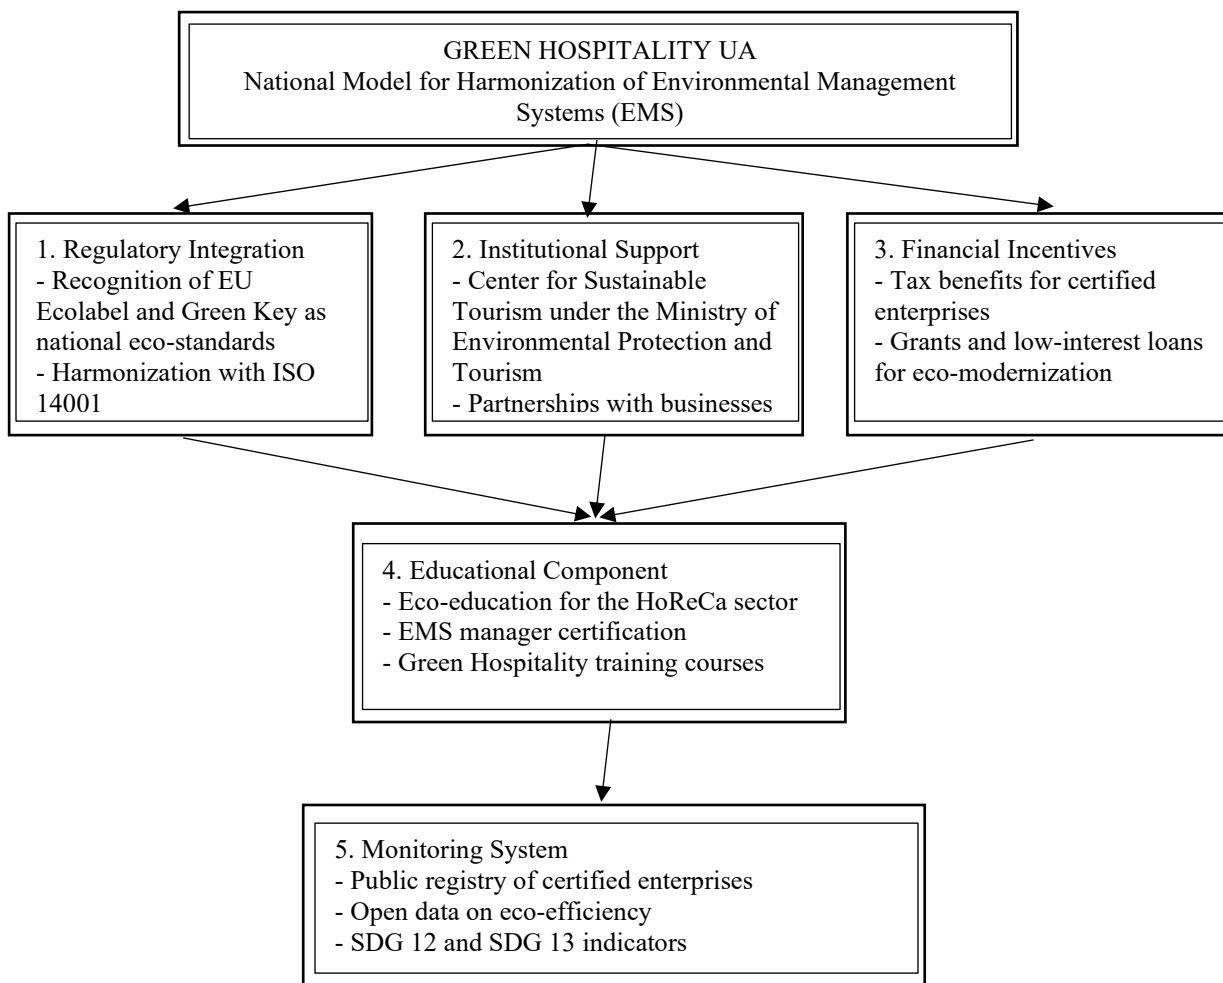 GREEN HOSPITALITY UA
National Model for Harmonization of Environmental Management
Systems (EMS)
1. Regulatory Integration
- Recognition of EU
Ecolabel and Green Key as
national eco-standards
- Harmonization with ISO
14001
2. Institutional Support
- Center for Sustainable
Tourism under the Ministry of
Environmental Protection and
Tourism
- Partnerships with businesses
3. Financial Incentives
- Tax benefits for certified
enterprises
- Grants and low-interest loans
for eco-modernization
4. Educational Component
- Eco-education for the HoReCa sector
- EMS manager certification
- Green Hospitality training courses
5. Monitoring System
- Public registry of certified enterprises
- Open data on eco-efficiency
- SDG 12 and SDG 13 indicators